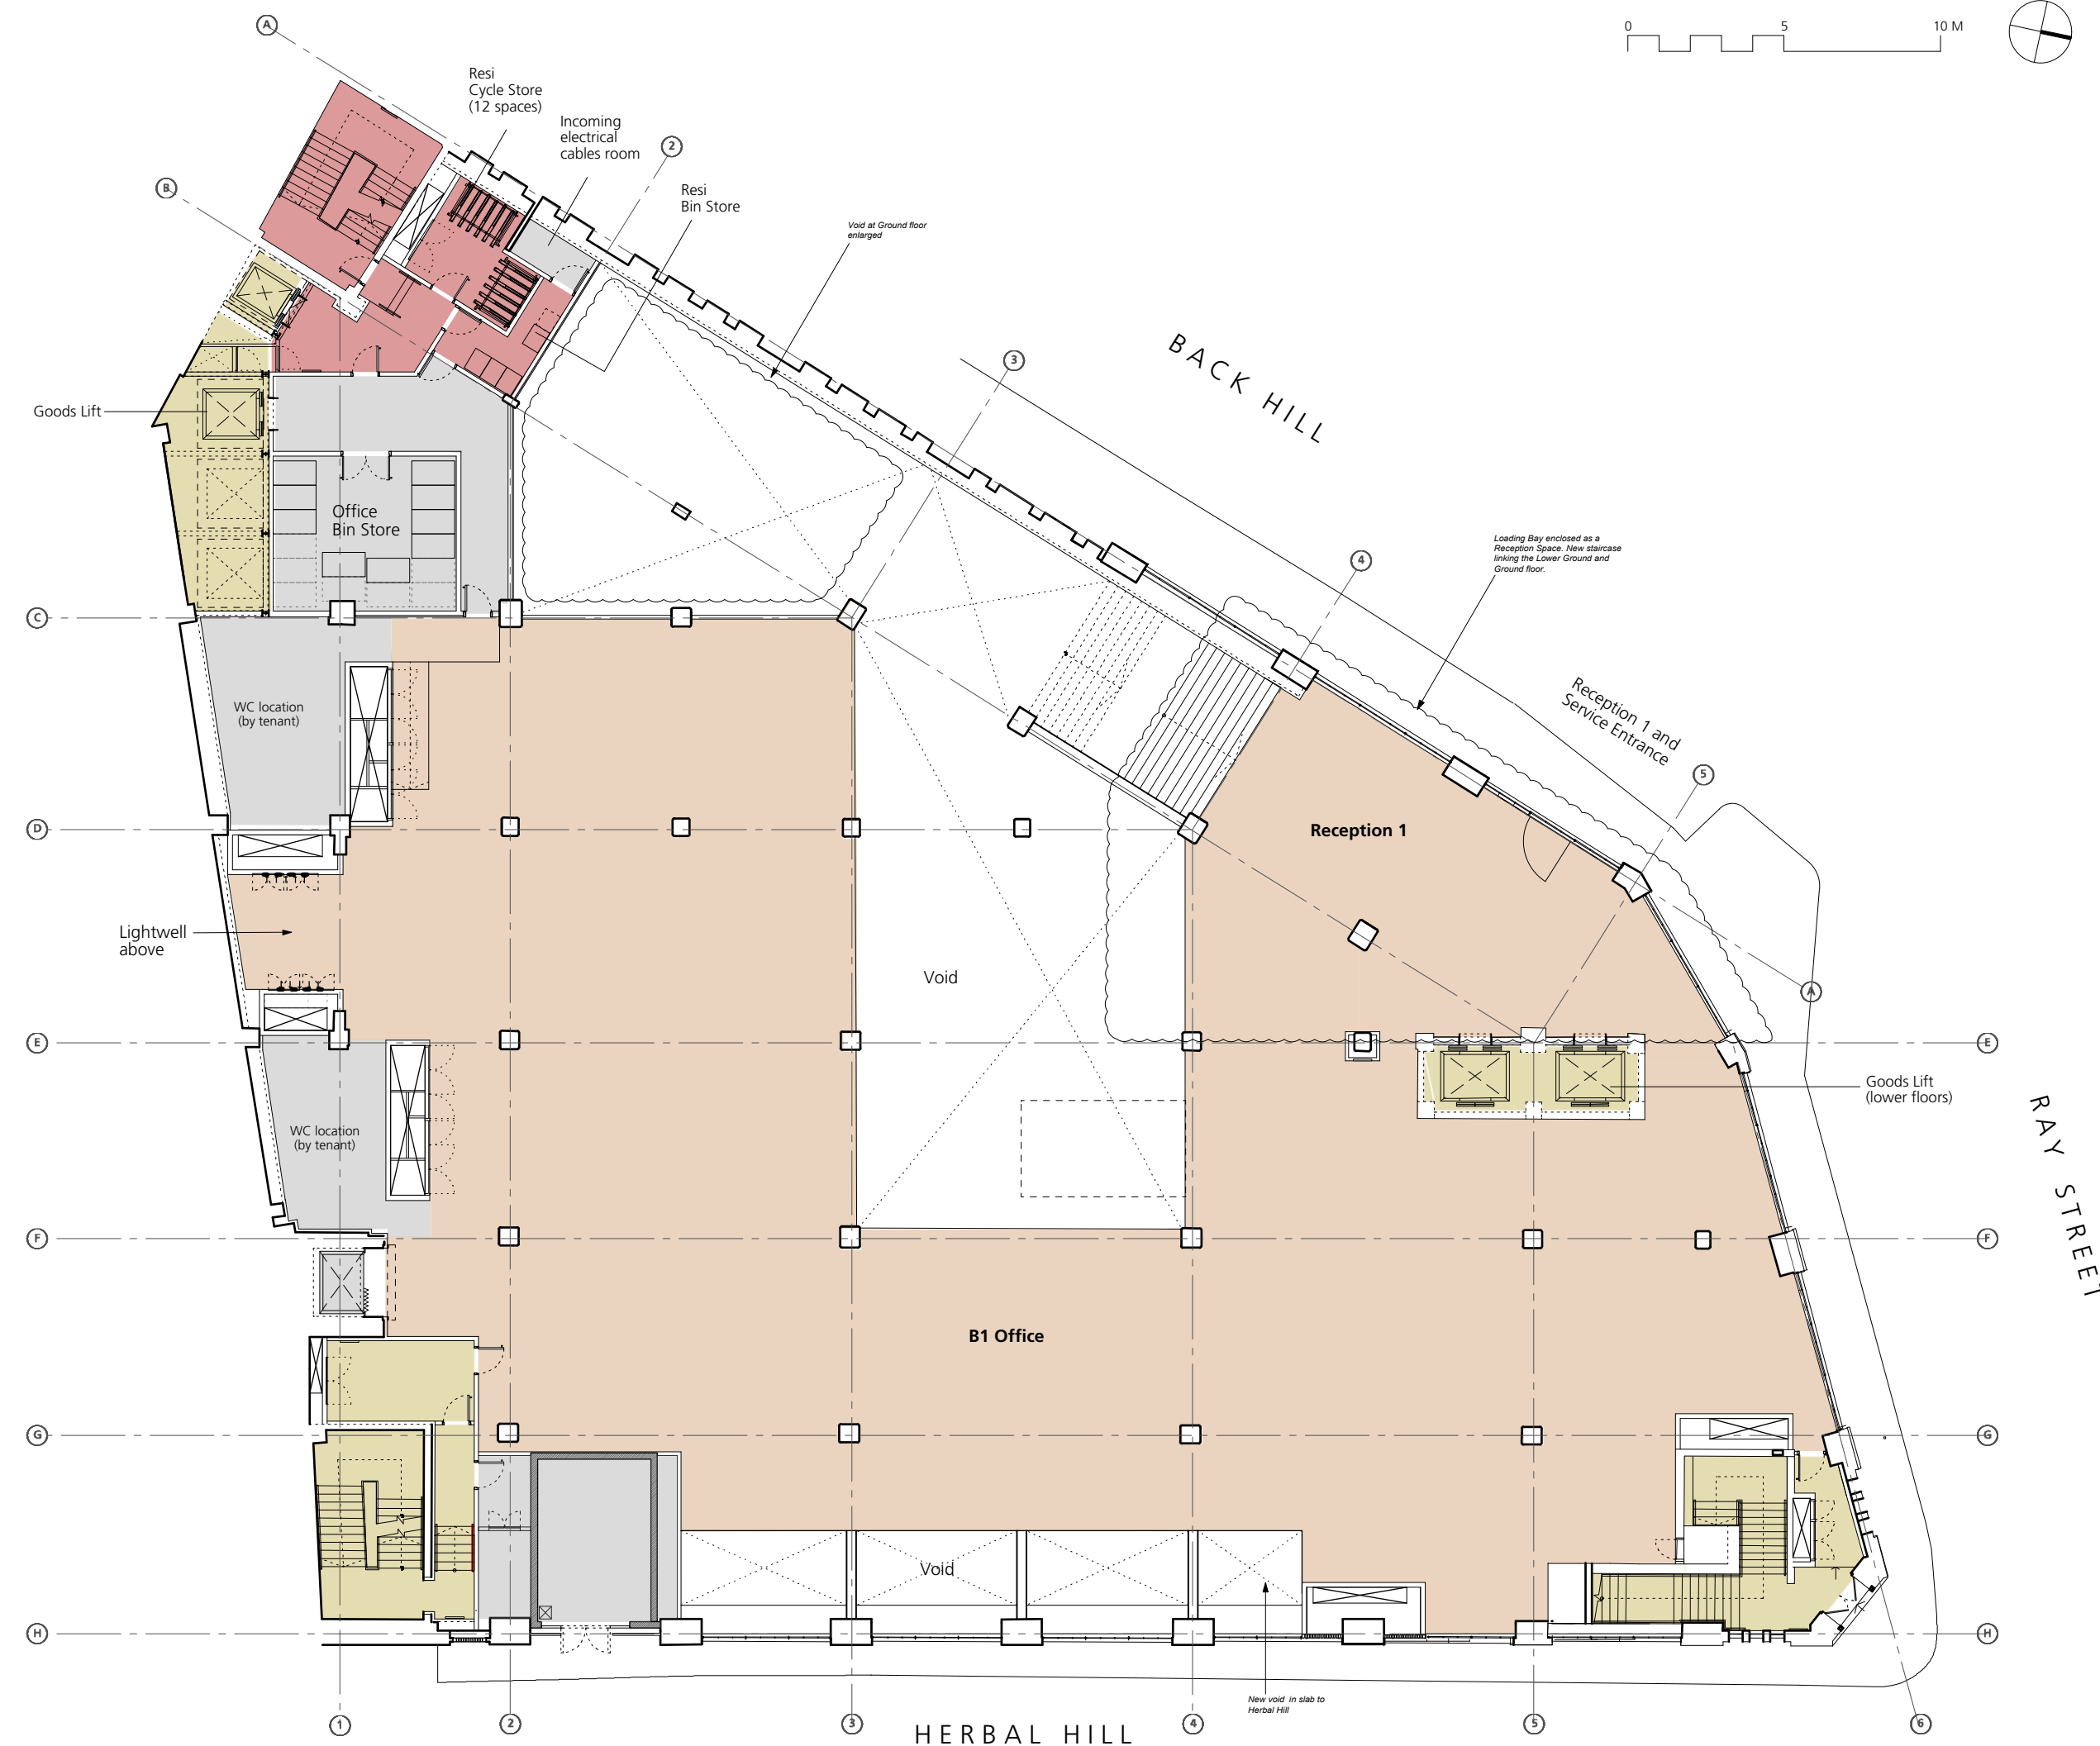 0 5 10 M
A
Resi
Cycle Store
(12 spaces)
Incoming
electrical
cables room
2
B
Resi
Bin Store
Void at Ground floor
enlarged
BACK HILL
3
Goods Lift
Office
Bin Store
Loading Bay enclosed as a
Reception Space. New staircase
linking the Lower Ground and
Ground floor.
4
C
Reception 1 and
Service Entrance
WC location
(by tenant)
5
D
Reception 1
Lightwell
above
Void
A
E
E
Goods Lift
(lower floors)
RAY STREET
WC location
(by tenant)
F
F
B1 Office
G
G
Void
H
H
New void in slab to
Herbal Hill
1
2
3
4
5
6
HERBAL HILL